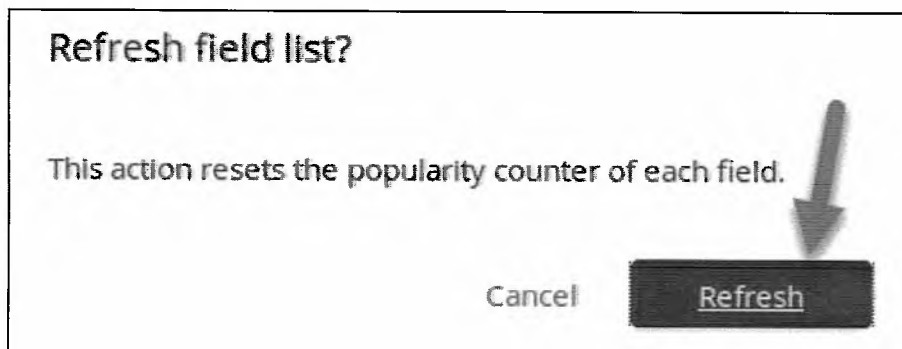 Refresh field list?
This action resets the popularity counter of each field.
Cancel
Refresh